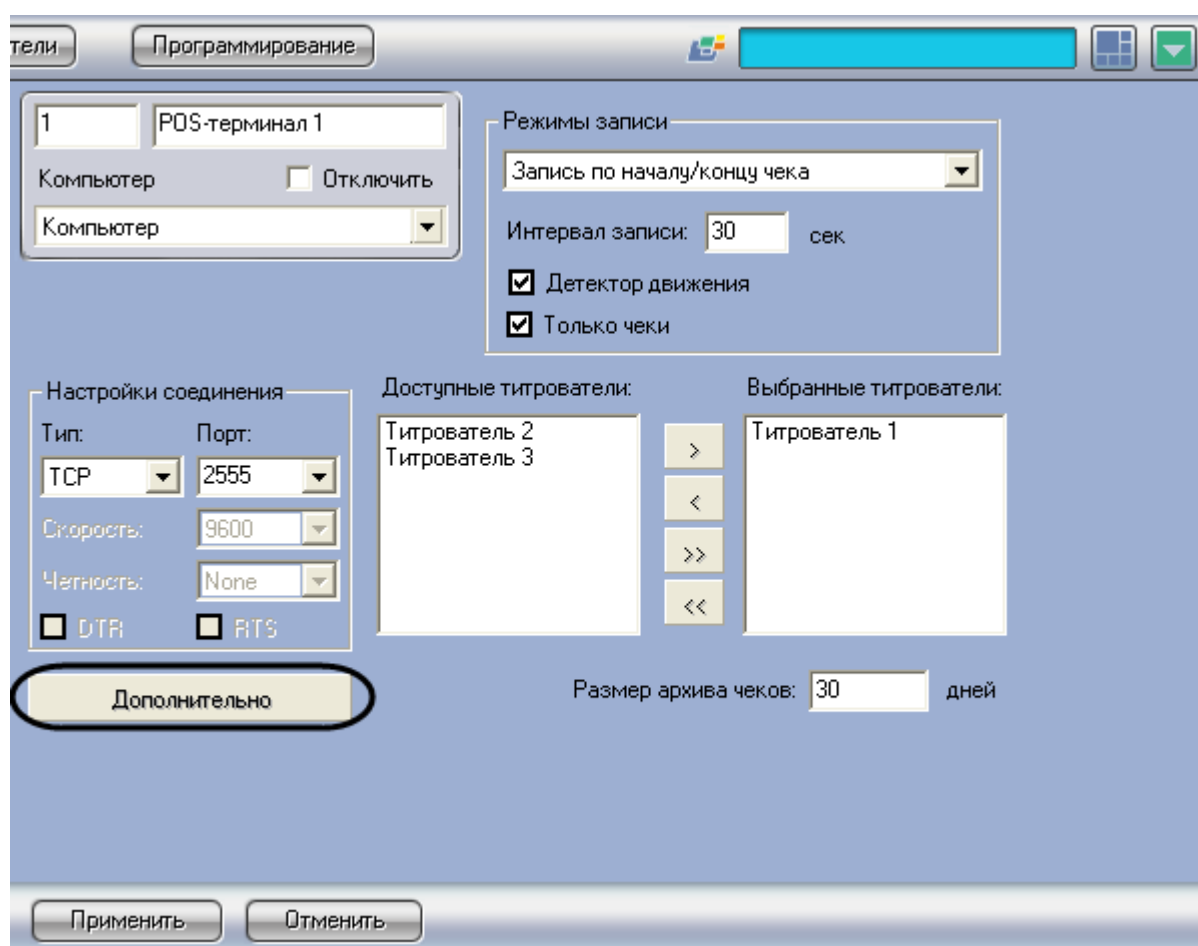 тели Программирование
1 POS-терминал 1
Компьютер Отключить
Компьютер
Режимы записи
Запись по началу/концу чека
Интервал записи: 30 сек
Детектор движения
Только чеки
Настройки соединения
Тип: Порт:
TCP 2555
Скорость: 9600
Четность: None
DTR RTS
Дополнительно
Доступные титрователи:
Титрователь 2
Титрователь 3
>
<
>>
<<
Выбранные титрователи:
Титрователь 1
Размер архива чеков: 30 дней
Применить Отменить